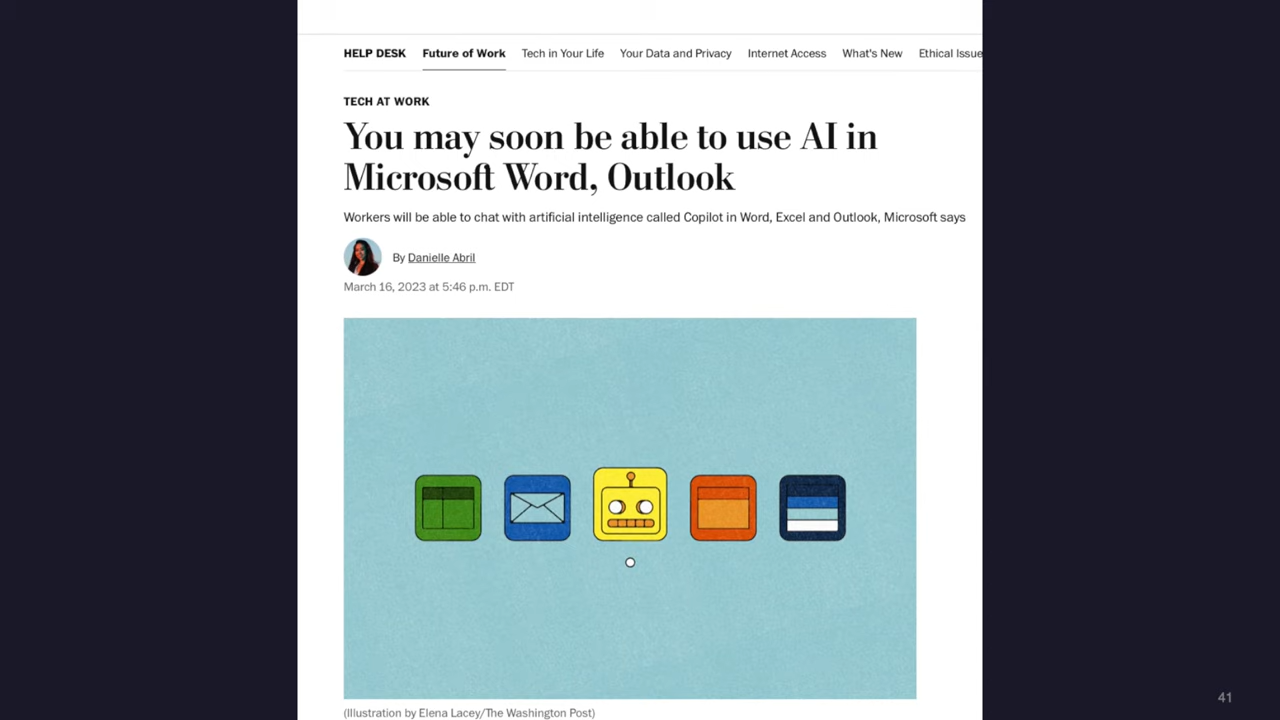 HELP DESK Future of Work Tech in Your Life Your Data and Privacy Internet Access What's New Ethical Issue
TECH AT WORK
You may soon be able to use AI in
Microsoft Word, Outlook
Workers will be able to chat with artificial intelligence called Copilot in Word, Excel and Outlook, Microsoft says
By Danielle Abril
March 16, 2023 at 5:46 p.m. EDT
(Illustration by Elena Lacey/The Washington Post)
41